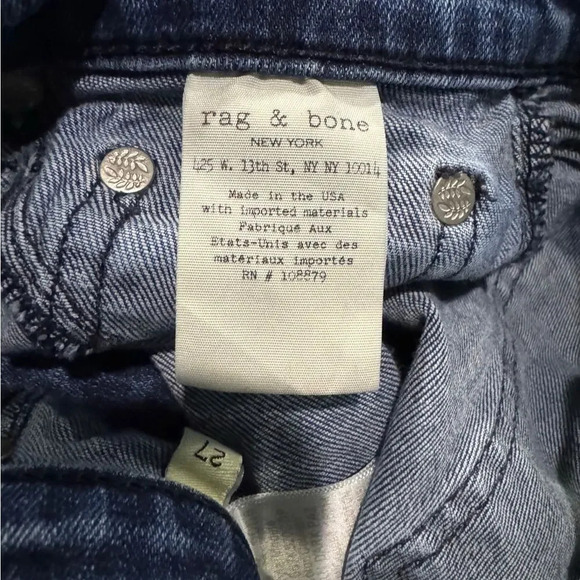 rag & bone
NEW YORK
425 W. 13th St, NY NY 10014
Made in the USA
with imported materials
Fabriqué Aux
Etats-Unis avec des
matériaux importés
RN # 108879
27